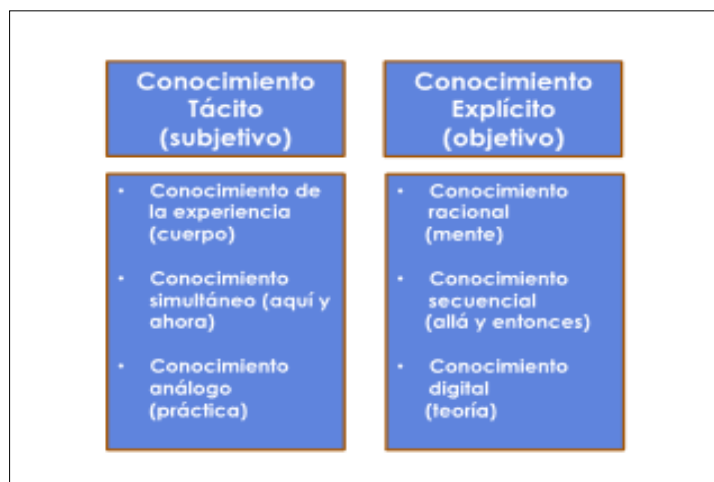 Conocimiento
Tácito
(subjetivo)
Conocimiento
Explícito
(objetivo)
• Conocimiento de
la experiencia
(cuerpo)
• Conocimiento
simultáneo (aquí y
ahora)
• Conocimiento
análogo
(práctica)
• Conocimiento
racional
(mente)
• Conocimiento
secuencial
(allá y entonces)
• Conocimiento
digital
(teoría)